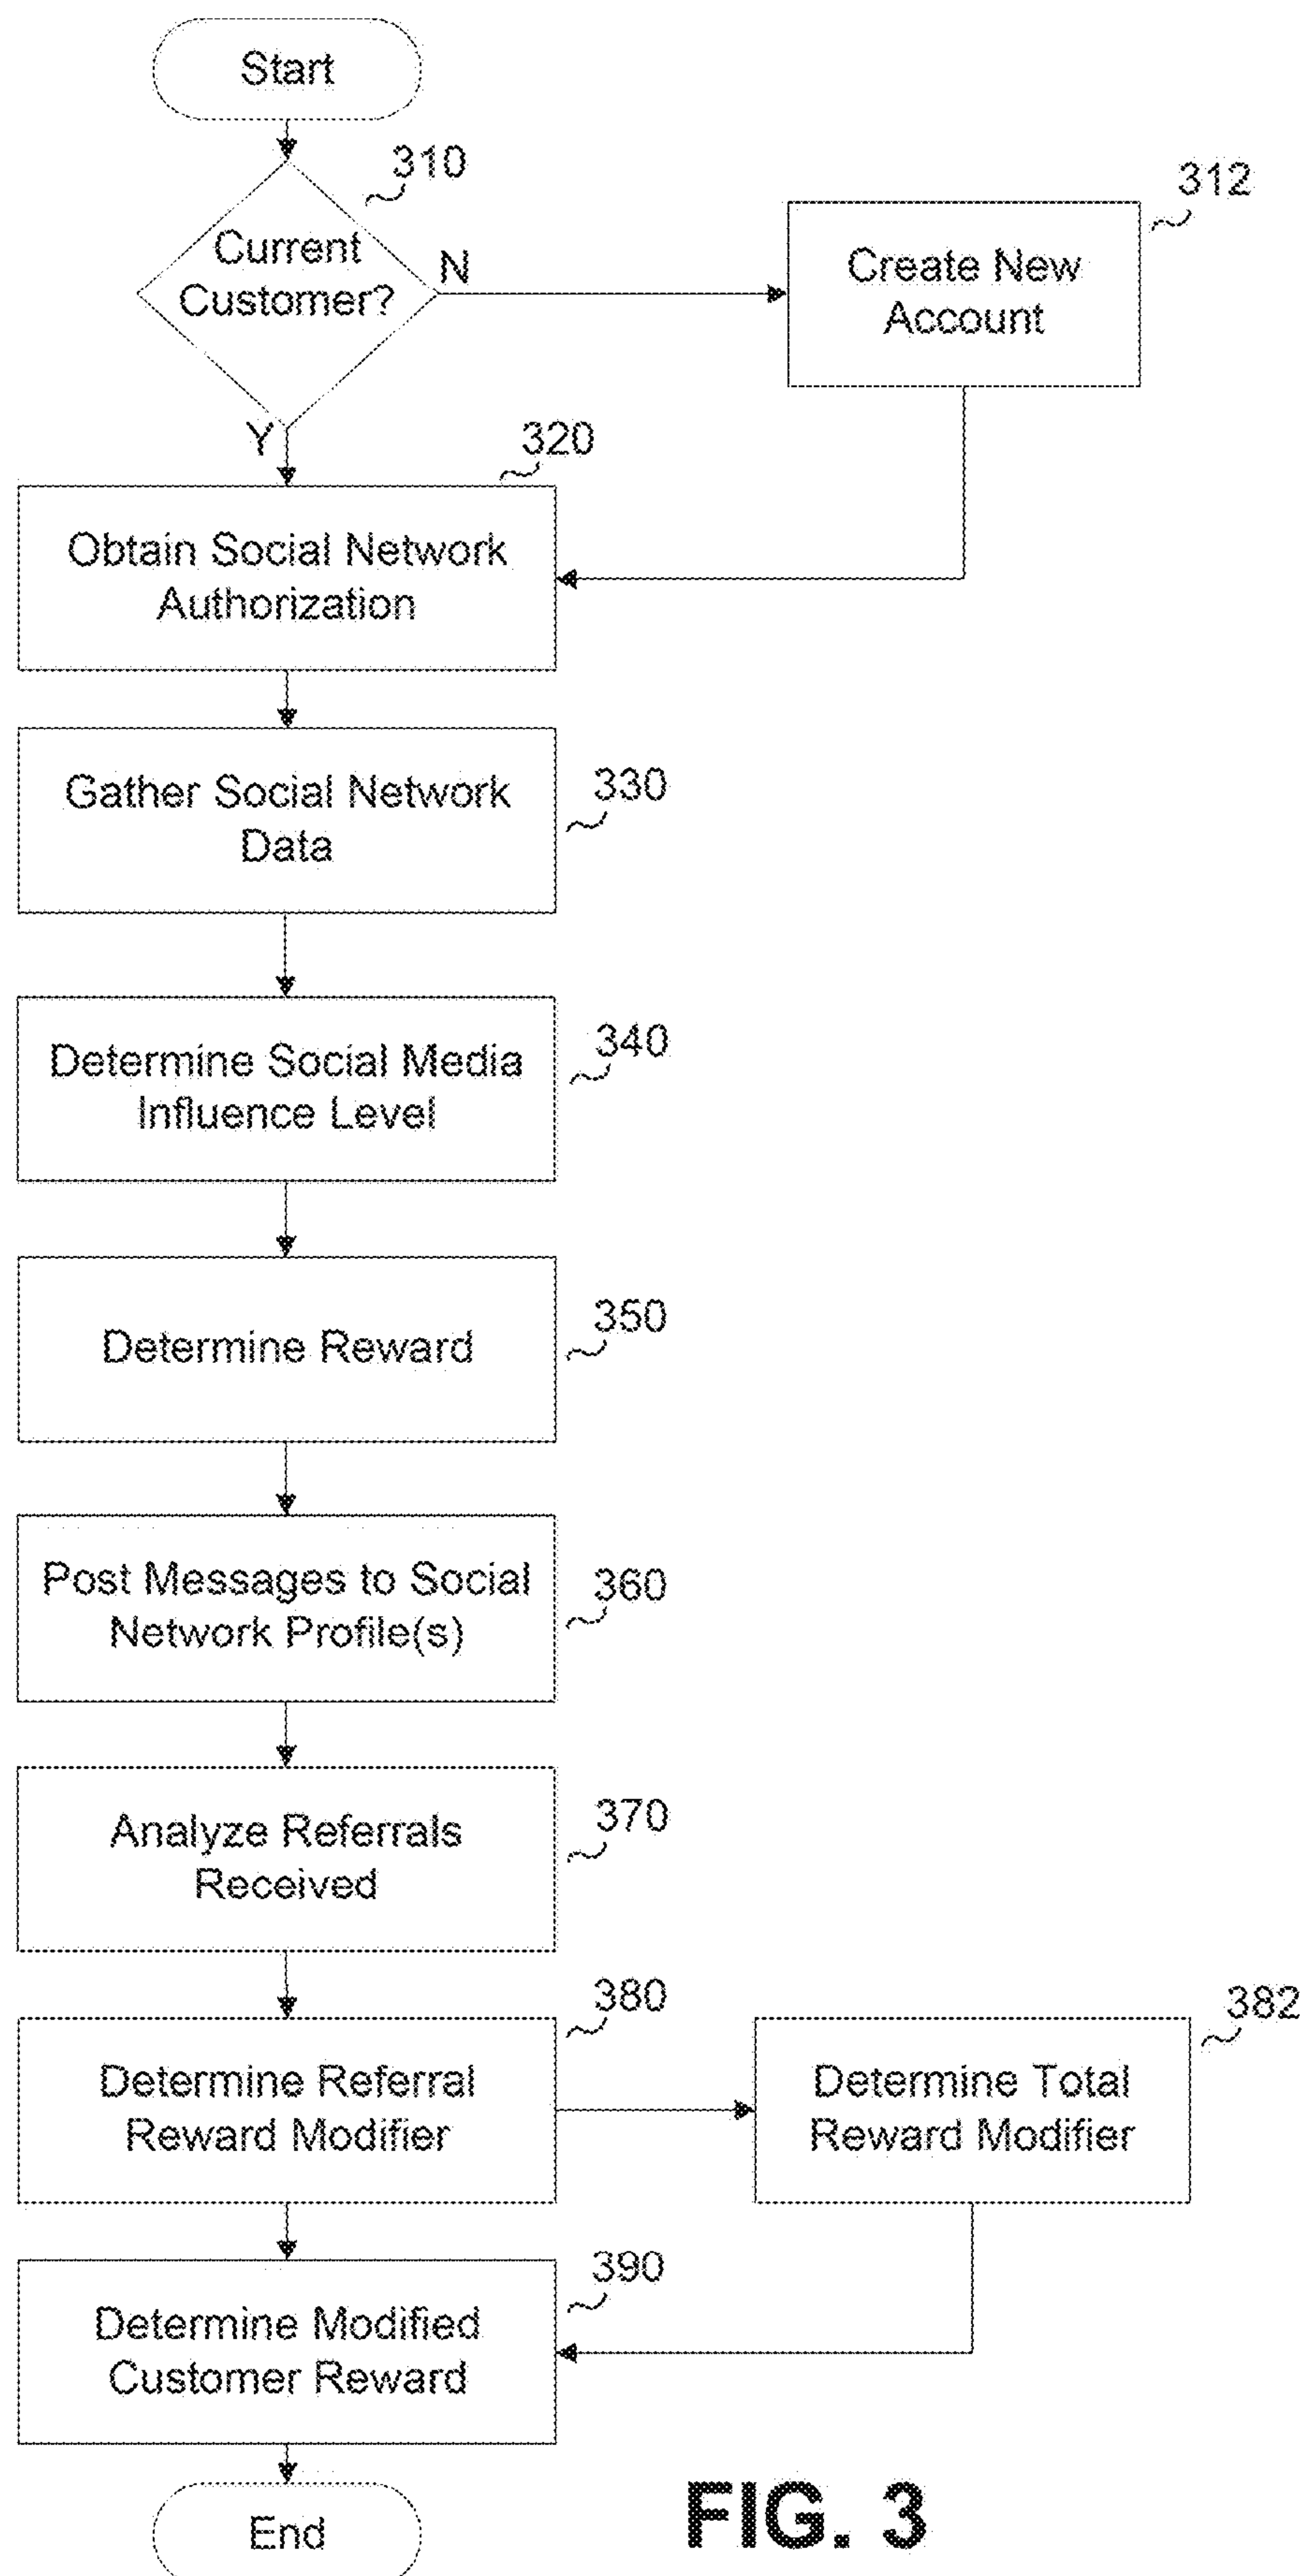 Start
310
Current
Customer?
N
312
Create New
Account
Y
320
Obtain Social Network
Authorization
Gather Social Network
Data
330
Determine Social Media
Influence Level
340
Determine Reward
350
Post Messages to Social
Network Profile(s)
360
Analyze Referrals
Received
370
380
Determine Referral
Reward Modifier
382
Determine Total
Reward Modifier
390
Determine Modified
Customer Reward
End
FIG. 3